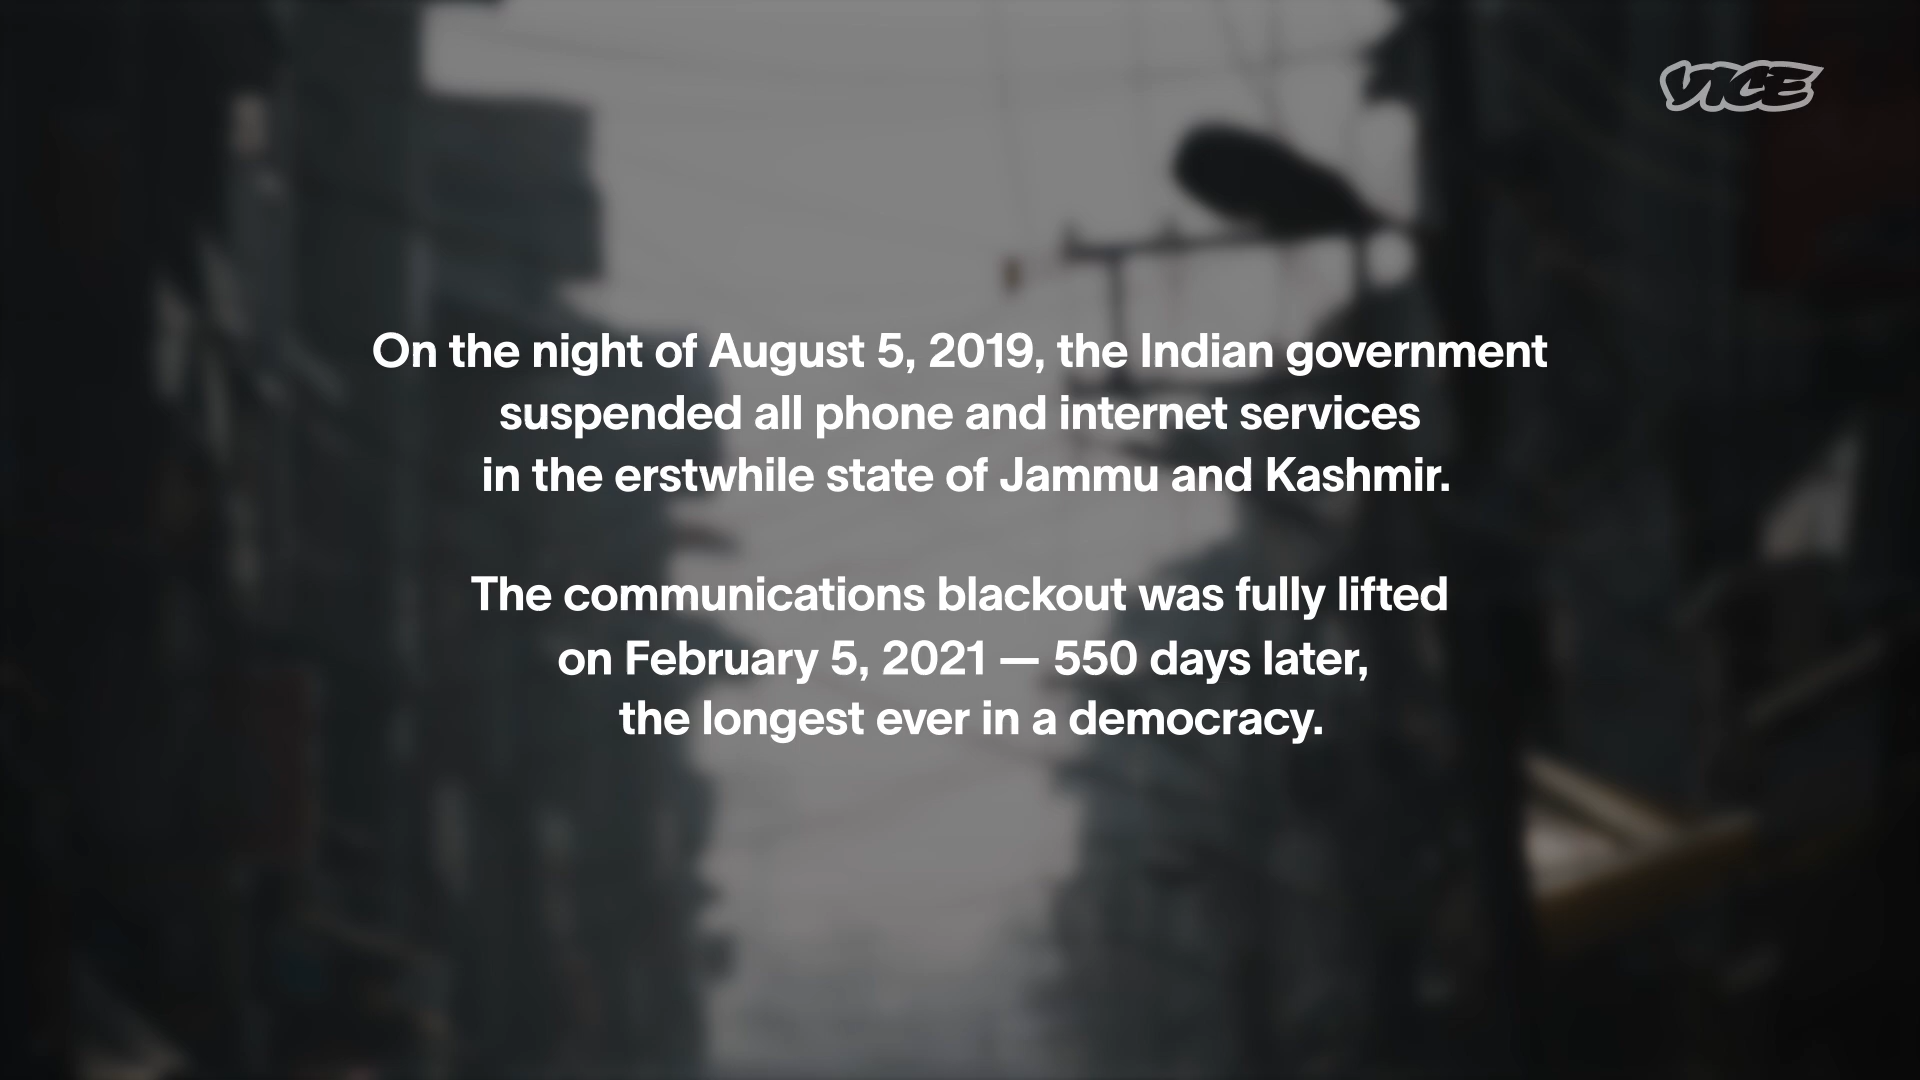 VICE
On the night of August 5, 2019, the Indian government
suspended all phone and internet services
in the erstwhile state of Jammu and Kashmir.
The communications blackout was fully lifted
on February 5, 2021 — 550 days later,
the longest ever in a democracy.